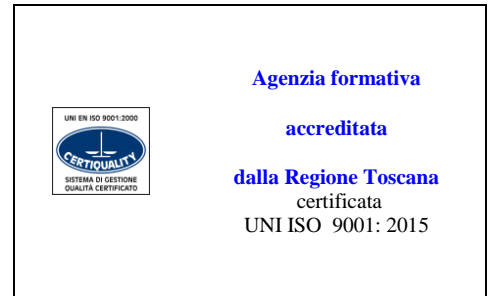 UNI EN ISO 9001:2000
CERTIQUALITY
SISTEMA DI GESTIONE
QUALITÀ CERTIFICATO
Agenzia formativa
accreditata
dalla Regione Toscana
certificata
UNI ISO 9001: 2015